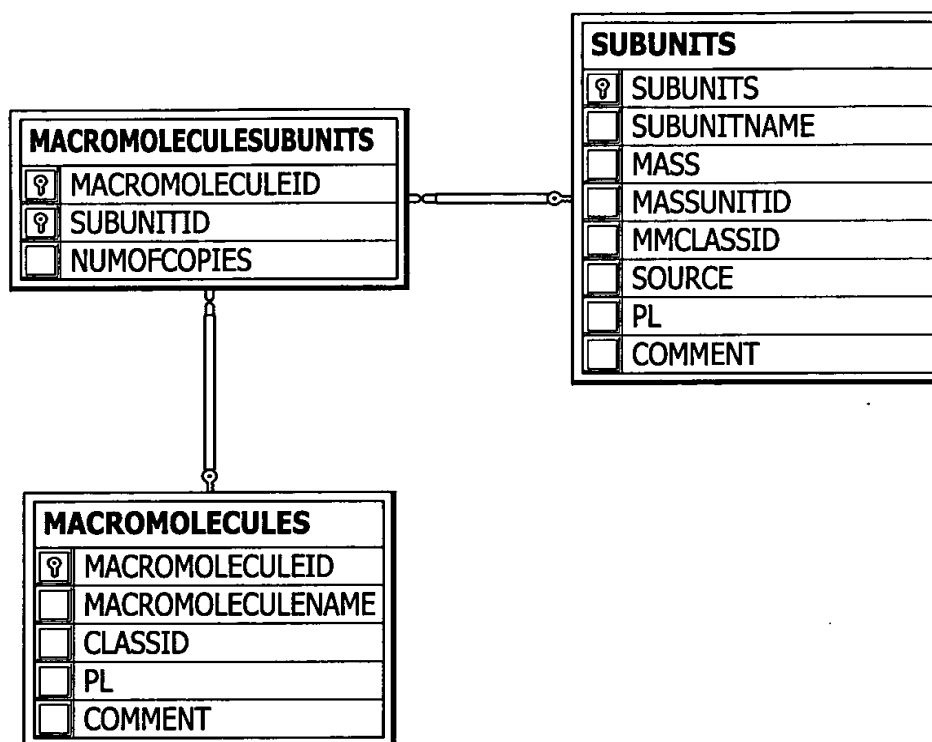 SUBUNITS
SUBUNITS
SUBUNITNAME
MASS
MASSUNITID
MMCLASSID
SOURCE
PL
COMMENT
MACROMOLECULESUBUNITS
MACROMOLECULEID
SUBUNITID
NUMOFCOPIES
MACROMOLECULES
MACROMOLECULEID
MACROMOLECULENAME
CLASSID
PL
COMMENT